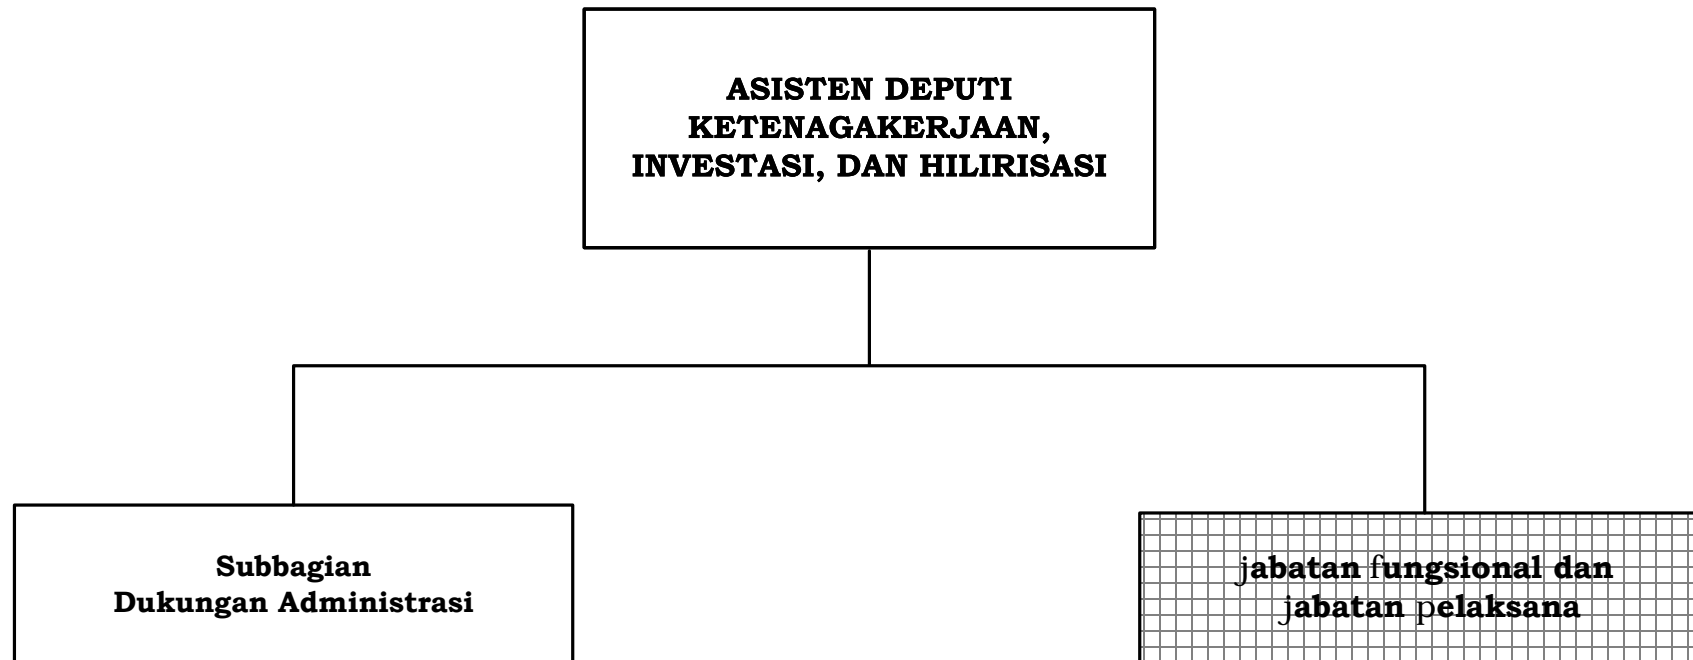 ASISTEN DEPUTI
KETENAGAKERJAAN,
INVESTASI, DAN HILIRISASI
Subbagian
Dukungan Administrasi
jabatan fungsional dan
jabatan pelaksana